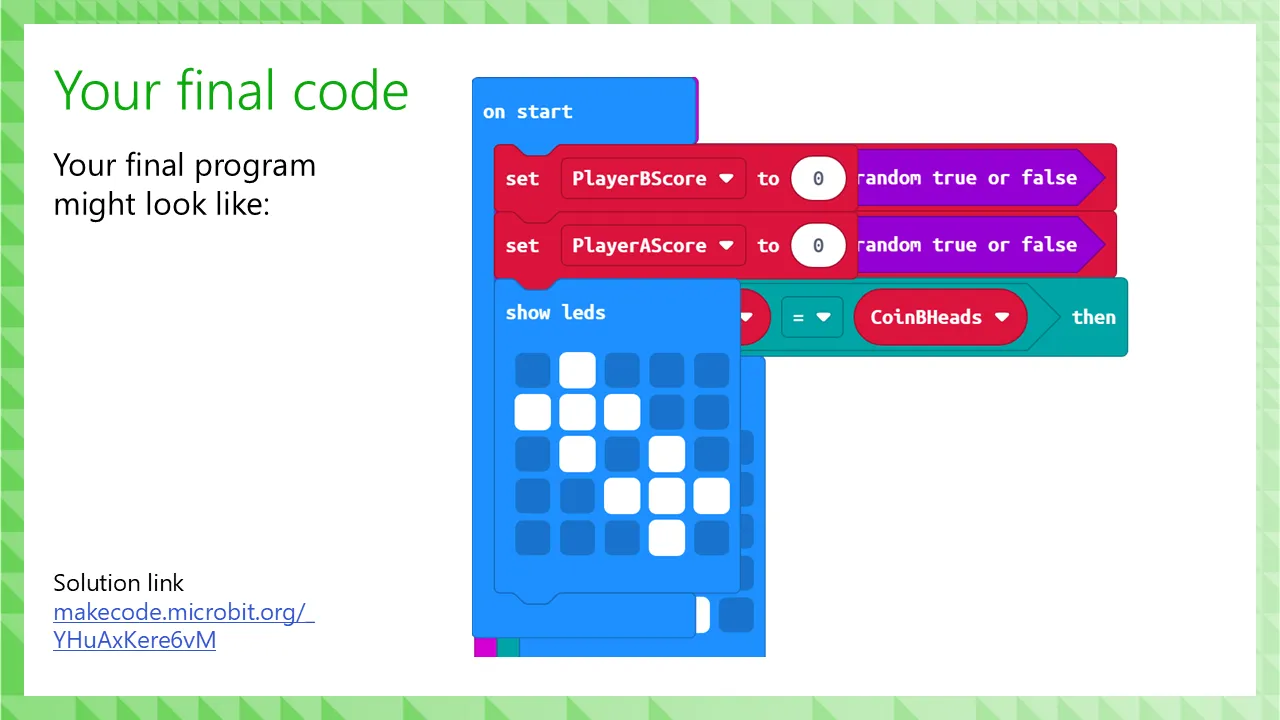 Your final code
Your final program
might look like:
on start
set PlayerBScore to 0 random true or false
set PlayerAScore to 0 random true or false
show leds
= CoinBHeads then
Solution link
makecode.microbit.org/_
YHuAxKere6vM